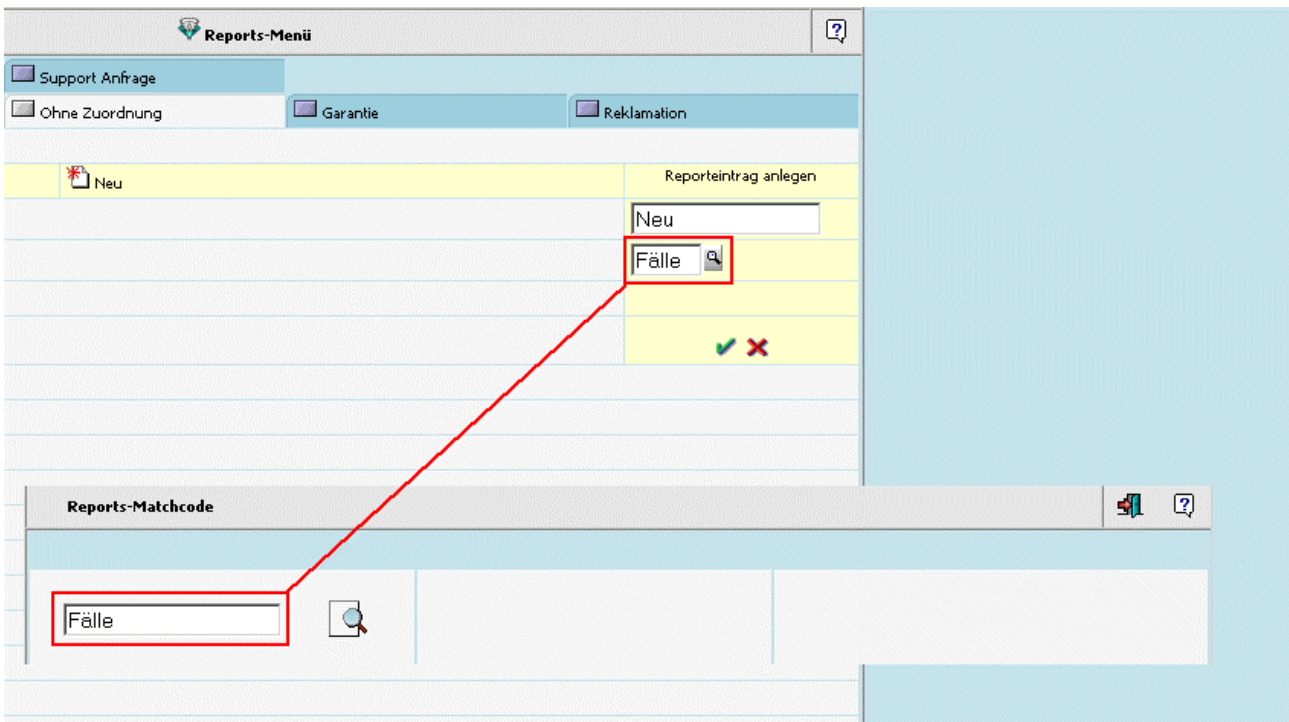 Reports-Menü
Support Anfrage
Ohne Zuordnung Garantie Reklamation
Neu Reporteintrag anlegen
Neu
Fälle
Reports-Matchcode
Fälle